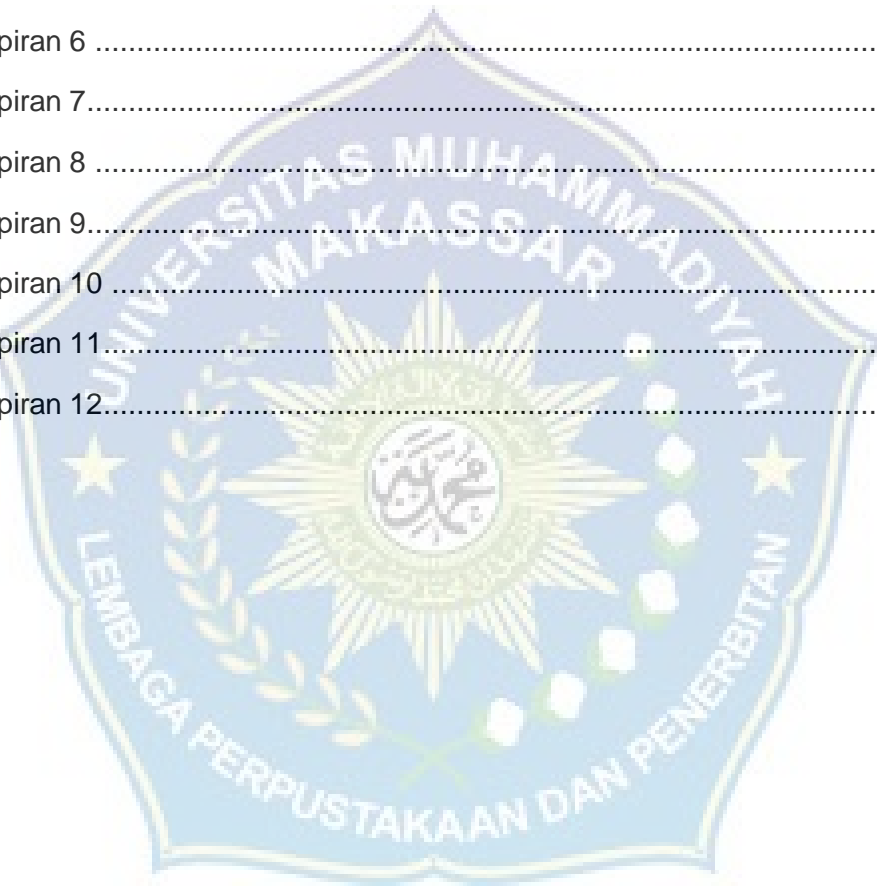 piran 6 ........................................................................................................
piran 7........................................................................................................
piran 8 ........................................................................................................
piran 9........................................................................................................
piran 10 ........................................................................................................
piran 11........................................................................................................
piran 12........................................................................................................
UNIVERSITAS MUHAMMADIYAH
MAKASSAR
LEMBAGA PERPUSTAKAAN DAN PENERBITAN